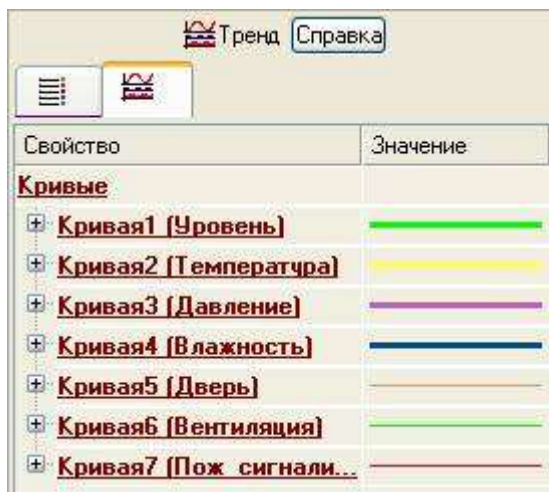 Тренд Справка
Свойство Значение
Кривые
Кривая1 (Уровень)
Кривая2 (Температура)
Кривая3 (Давление)
Кривая4 (Влажность)
Кривая5 (Дверь)
Кривая6 (Вентиляция)
Кривая7 (Пож_сигнали...